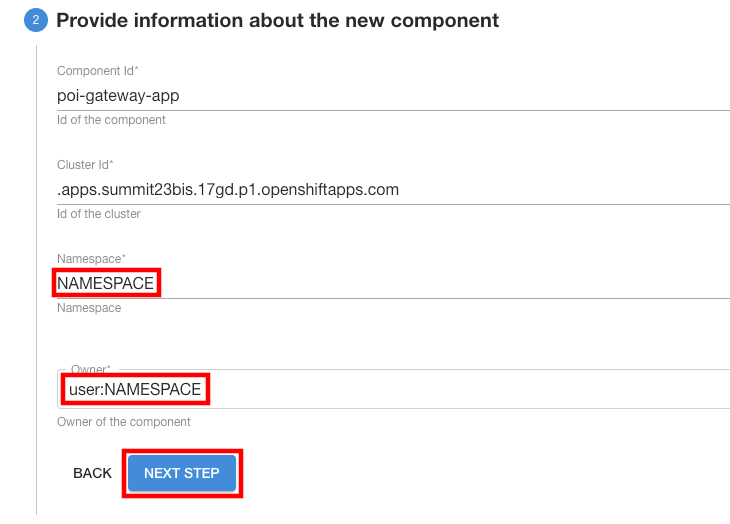 2 Provide information about the new component
Component Id*
poi-gateway-app
Id of the component
Cluster Id*
.apps.summit23bis.17gd.p1.openshiftapps.com
Id of the cluster
Namespace*
NAMESPACE
Namespace
Owner*
user:NAMESPACE
Owner of the component
BACK NEXT STEP